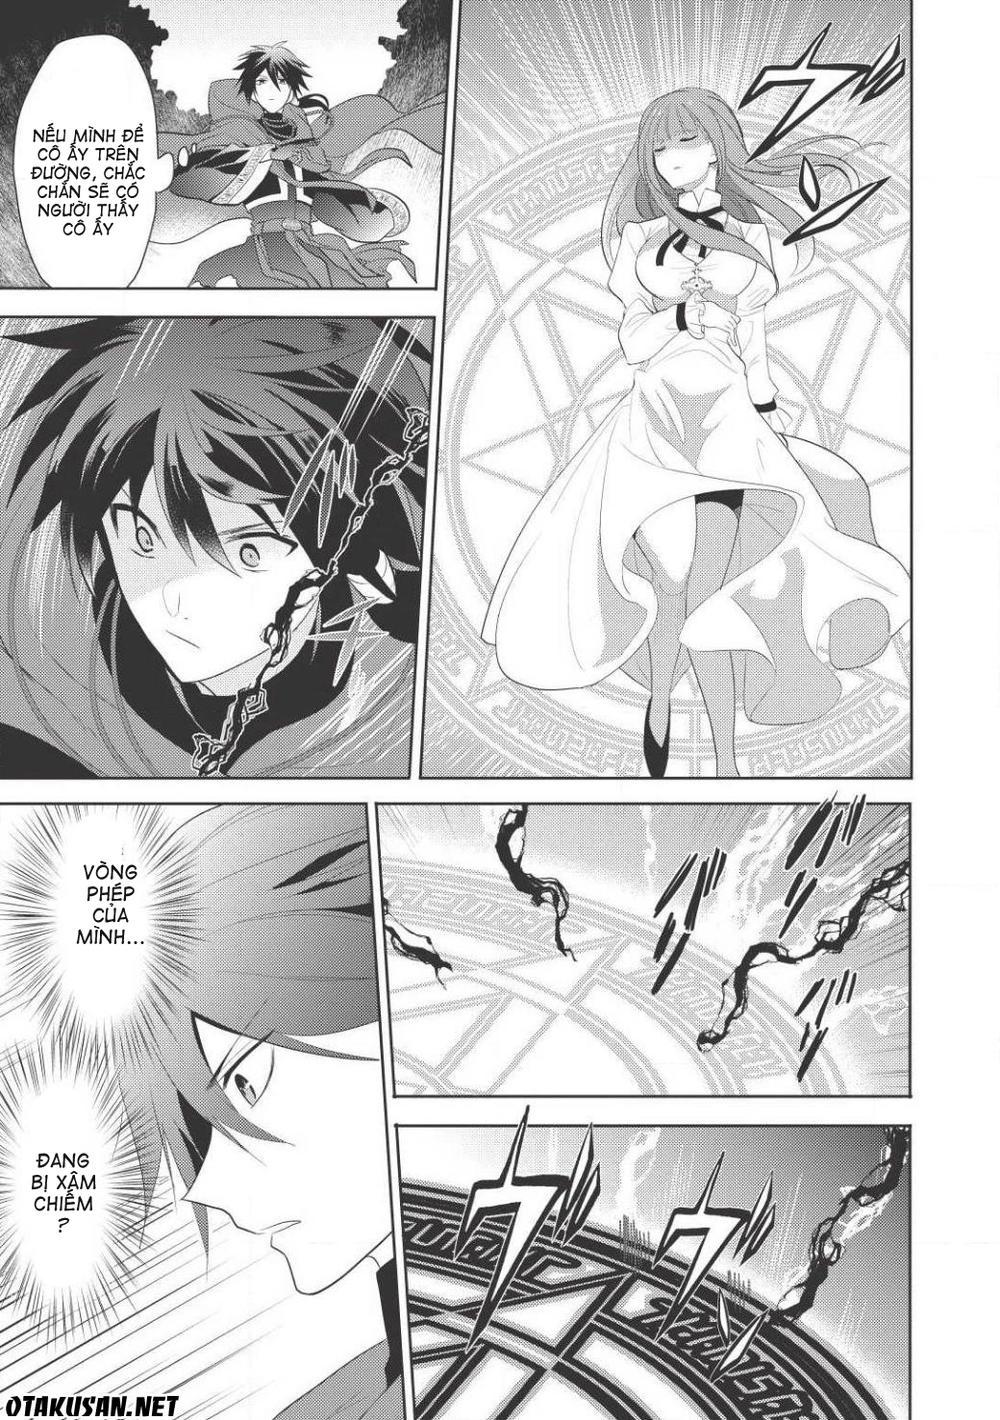 NẾU MÌNH ĐỂ
CÔ ẤY TRÊN
ĐƯỜNG, CHẮC
CHẮN SẼ CÓ
NGƯỜI THẤY
CÔ ẤY
VÒNG
PHÉP CỦA
MÌNH...
ĐANG
BỊ XÂM
CHIẾM
?
OTAKUSAN.NET